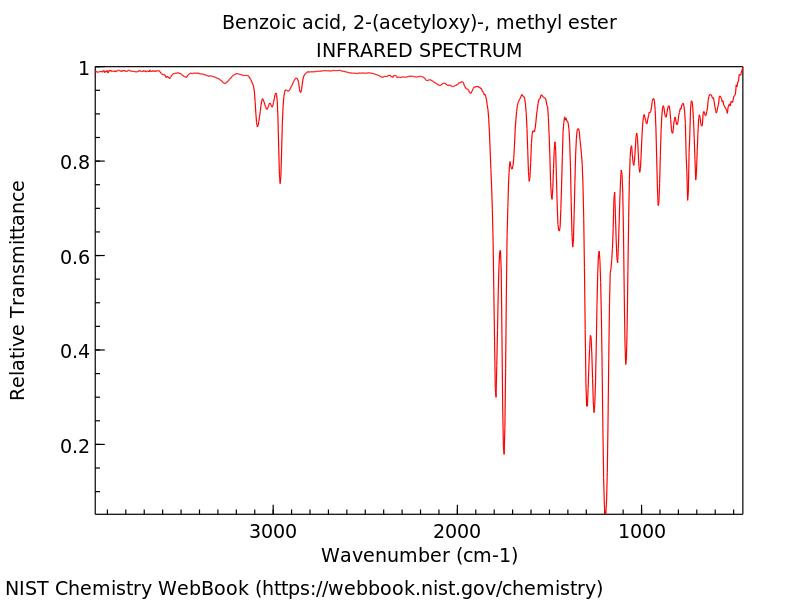 Benzoic acid, 2-(acetyloxy)-, methyl ester
INFRARED SPECTRUM
1
0.8
0.6
0.4
0.2
Relative Transmittance
3000 2000 1000
Wavenumber (cm-1)
NIST Chemistry WebBook (https://webbook.nist.gov/chemistry)